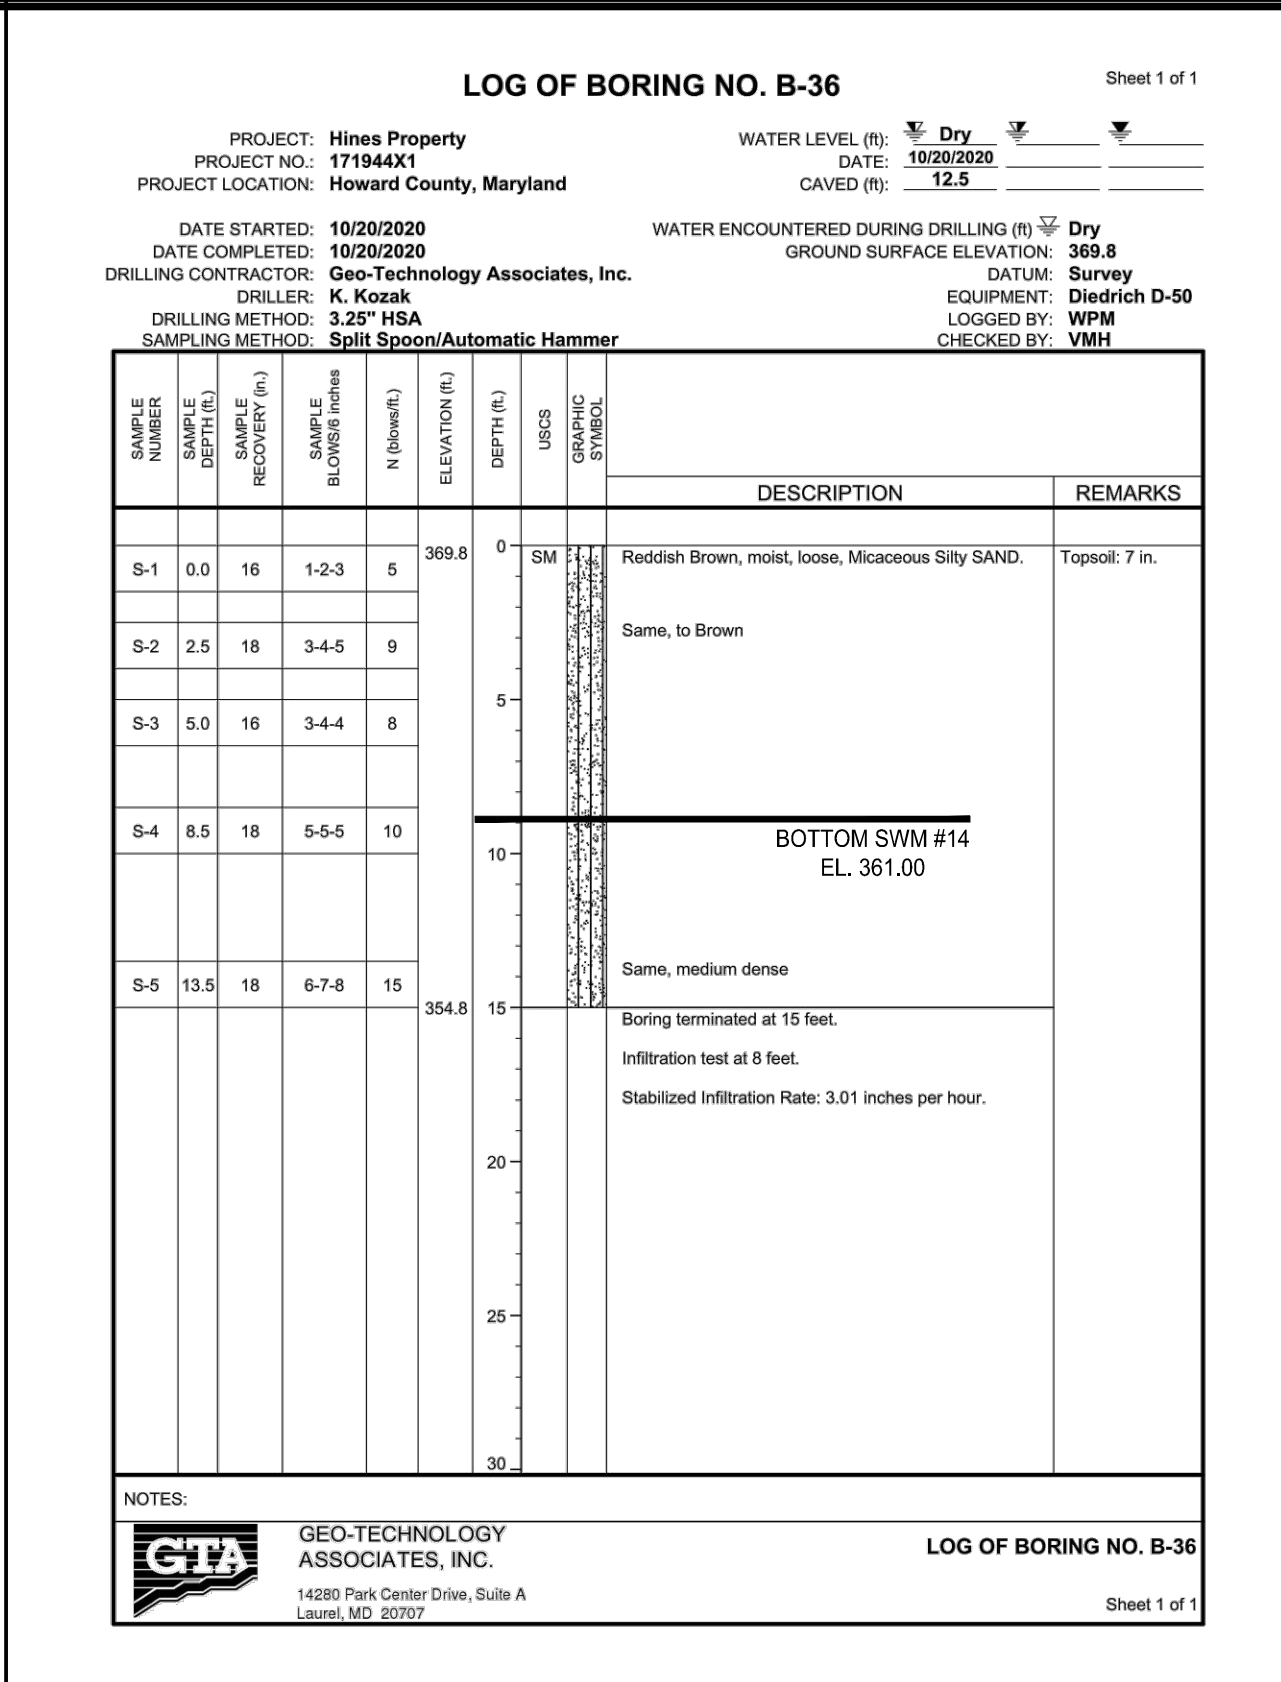 LOG OF BORING NO. B-36
Sheet 1 of 1
PROJECT: Hines Property
PROJECT NO.: 171944X1
PROJECT LOCATION: Howard County, Maryland
WATER LEVEL (ft): Dry
DATE: 10/20/2020
CAVED (ft): 12.5
DATE STARTED: 10/20/2020
DATE COMPLETED: 10/20/2020
DRILLING CONTRACTOR: Geo-Technology Associates, Inc.
DRILLER: K. Kozak
DRILLING METHOD: 3.25" HSA
SAMPLING METHOD: Split Spoon/Automatic Hammer
WATER ENCOUNTERED DURING DRILLING (ft) Dry
GROUND SURFACE ELEVATION: 369.8
DATUM: Survey
EQUIPMENT: Diedrich D-50
LOGGED BY: WPM
CHECKED BY: VMH
SAMPLE NUMBER
SAMPLE DEPTH (ft.)
SAMPLE RECOVERY (in.)
SAMPLE BLOWS/6 inches
N (blows/ft.)
ELEVATION (ft.)
DEPTH (ft.)
USCS
GRAPHIC SYMBOL
DESCRIPTION
REMARKS
369.8 0
S-1 0.0 16 1-2-3 5 SM Reddish Brown, moist, loose, Micaceous Silty SAND. Topsoil: 7 in.
S-2 2.5 18 3-4-5 9 Same, to Brown
5
S-3 5.0 16 3-4-4 8
S-4 8.5 18 5-5-5 10
BOTTOM SWM #14
EL. 361.00
10
Same, medium dense
S-5 13.5 18 6-7-8 15
354.8 15
Boring terminated at 15 feet.
Infiltration test at 8 feet.
Stabilized Infiltration Rate: 3.01 inches per hour.
20
25
30
NOTES:
GTA
GEO-TECHNOLOGY
ASSOCIATES, INC.
14280 Park Center Drive, Suite A
Laurel, MD 20707
LOG OF BORING NO. B-36
Sheet 1 of 1